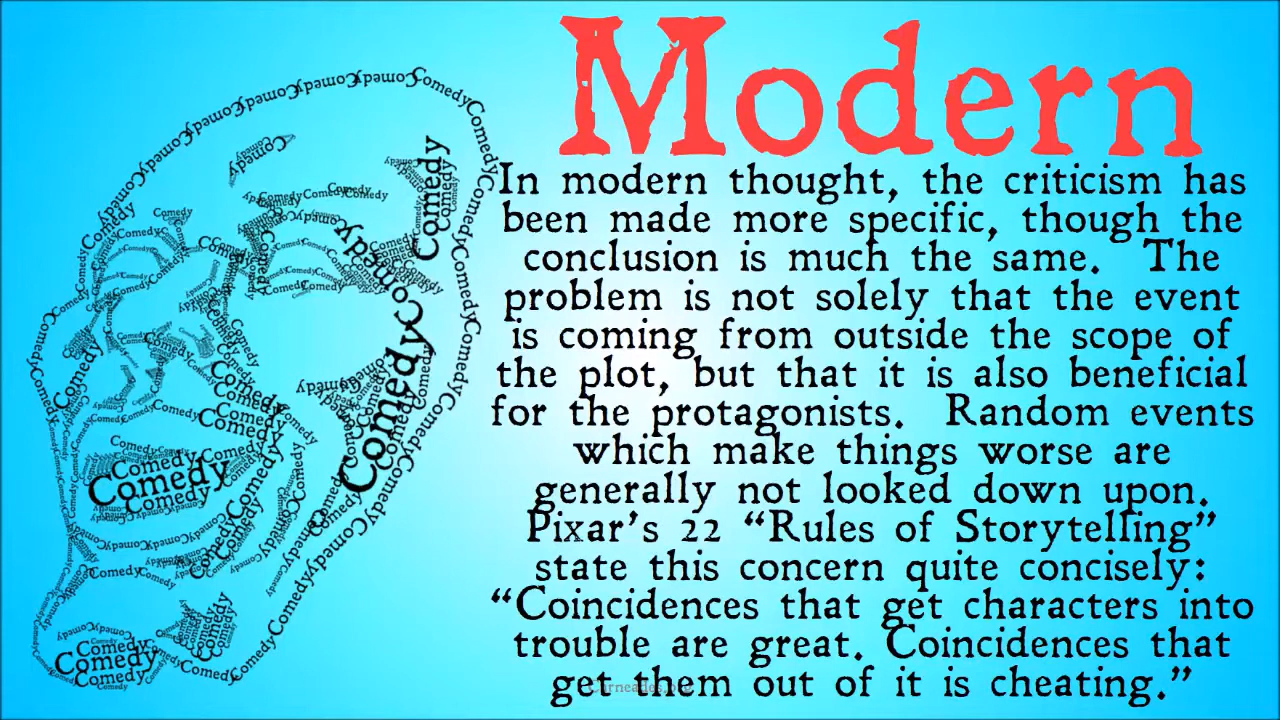 Modern
In modern thought, the criticism has
been made more specific, though the
conclusion is much the same. The
problem is not solely that the event
is coming from outside the scope of
the plot, but that it is also beneficial
for the protagonists. Random events
which make things worse are
generally not looked down upon.
Pixar's 22 “Rules of Storytelling”
state this concern quite concisely:
“Coincidences that get characters into
trouble are great. Coincidences that
get them out of it is cheating.”
Carneades.org
Comedy